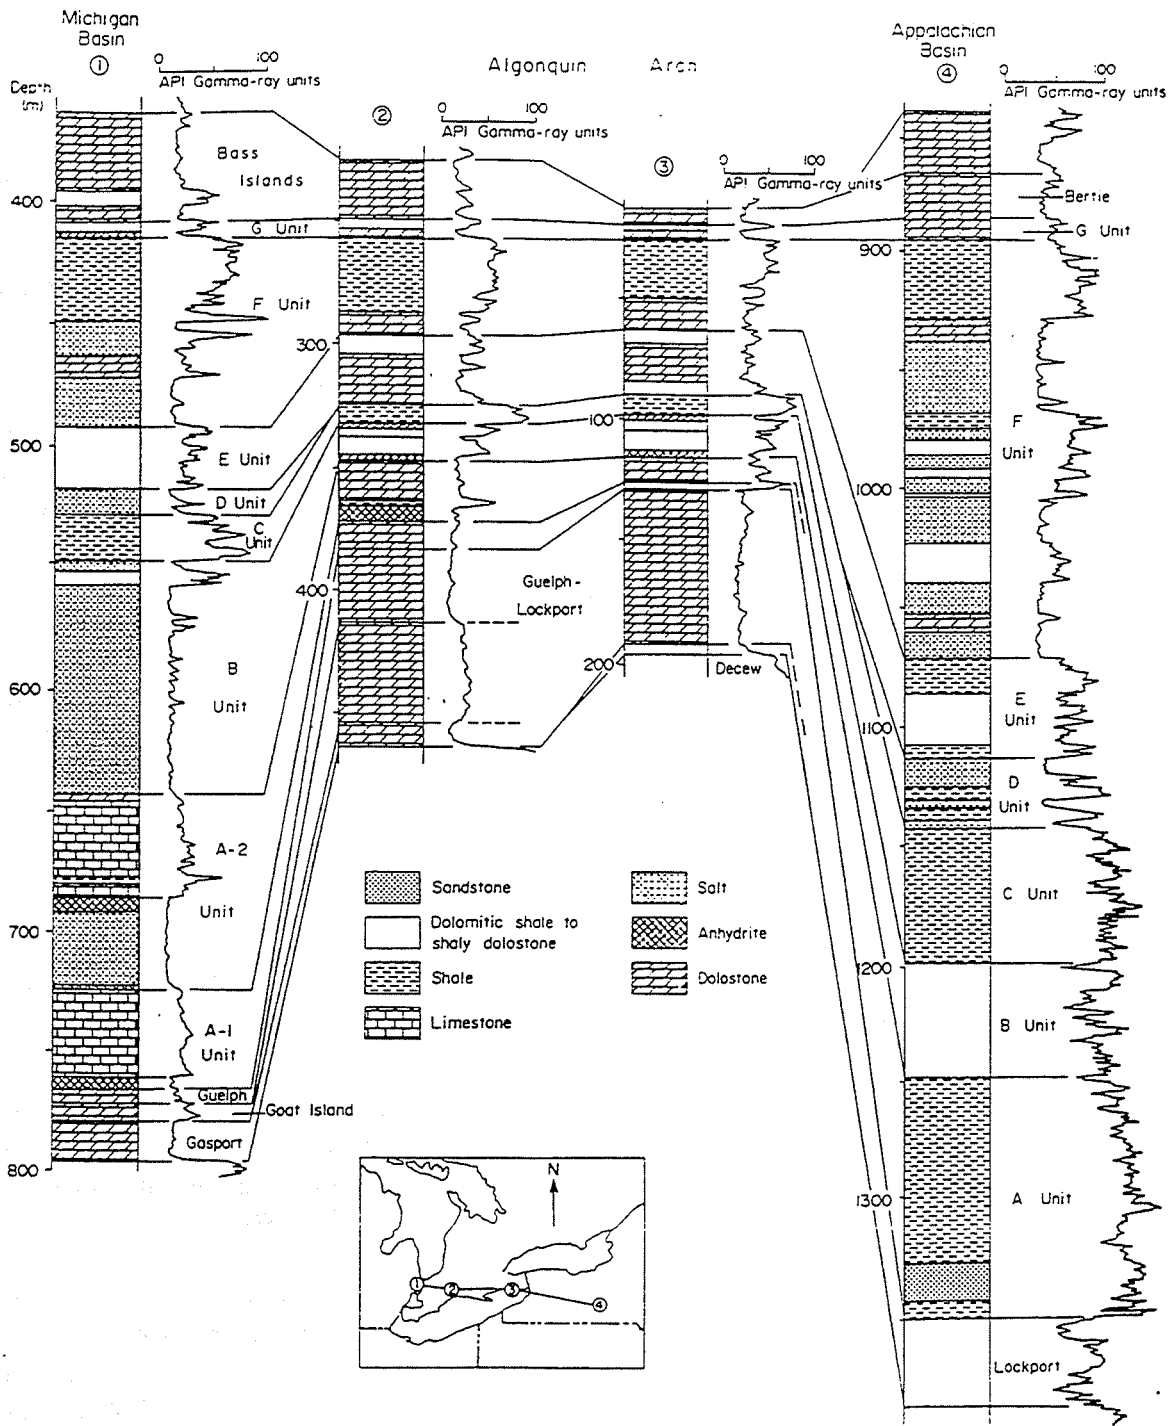 Michigan
Basin
①
0 100
API Gamma-ray units
Depth
(m)
400
500
600
700
800
Bass
Islands
G Unit
F Unit
E Unit
D Unit
C
Unit
B
Unit
A-2
Unit
A-1
Unit
Guelph
Goat Island
Gasport
Algonquin Arch
②
0 100
API Gamma-ray units
300
400
Guelph-
Lockport
③
0 100
API Gamma-ray units
100
200
Decew
Appalachian
Basin
④
0 100
API Gamma-ray units
900
1000
1100
1200
1300
Bertie
G Unit
F
Unit
E
Unit
D
Unit
C Unit
B Unit
A Unit
Lockport
Sandstone
Dolomitic shale to
shaly dolostone
Shale
Limestone
Salt
Anhydrite
Dolostone
N
① ② ③ ④